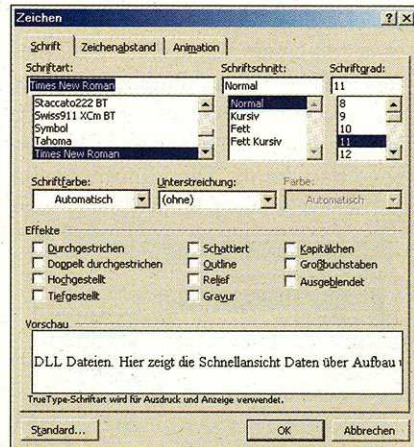 Zeichen
Schrift Zeichenabstand Animation
Schriftart: Schriftschnitt: Schriftgrad:
Times New Roman Normal 11
Staccato222 BT Normal 8
Swiss911 XCm BT Kursiv 9
Symbol Fett 10
Tahoma Fett Kursiv 11
Times New Roman 12
Schriftfarbe: Unterstreichung: Farbe:
Automatisch (ohne) Automatisch
Effekte
Durchgestrichen Schattiert Kapitälchen
Doppelt durchgestrichen Outline Großbuchstaben
Hochgestellt Relief Ausgeblendet
Tiefgestellt Gravur
Vorschau
DLL Dateien. Hier zeigt die Schnellansicht Daten über Aufbau
TrueType-Schriftart wird für Ausdruck und Anzeige verwendet.
Standard... OK Abbrechen